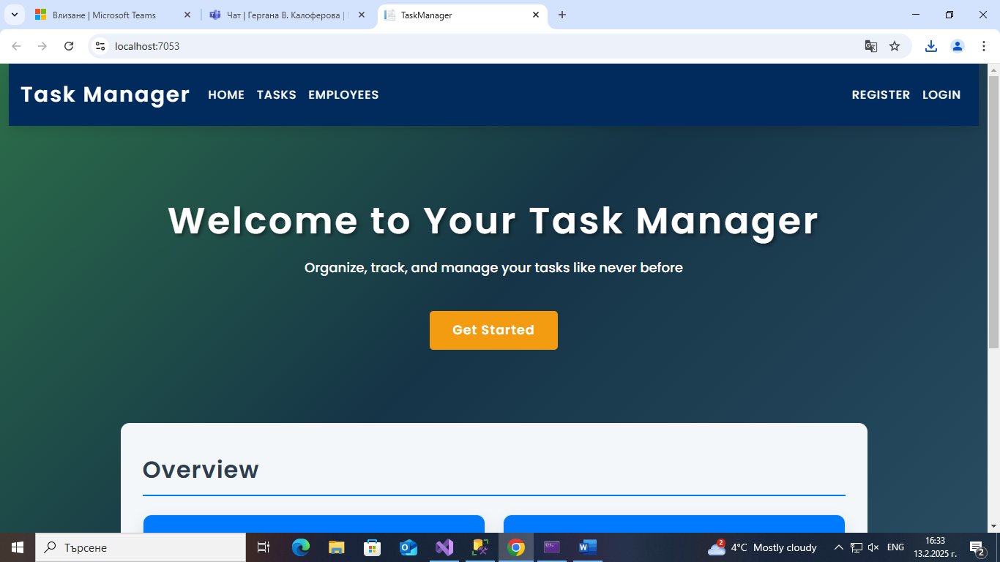 Влизане | Microsoft Teams
Чат | Гергана В. Калоферова |
TaskManager
localhost:7053
Task Manager
HOME
TASKS
EMPLOYEES
REGISTER
LOGIN
Welcome to Your Task Manager
Organize, track, and manage your tasks like never before
Get Started
Overview
Търсене
2
4°C Mostly cloudy
ENG
16:33
13.2.2025 г.
2